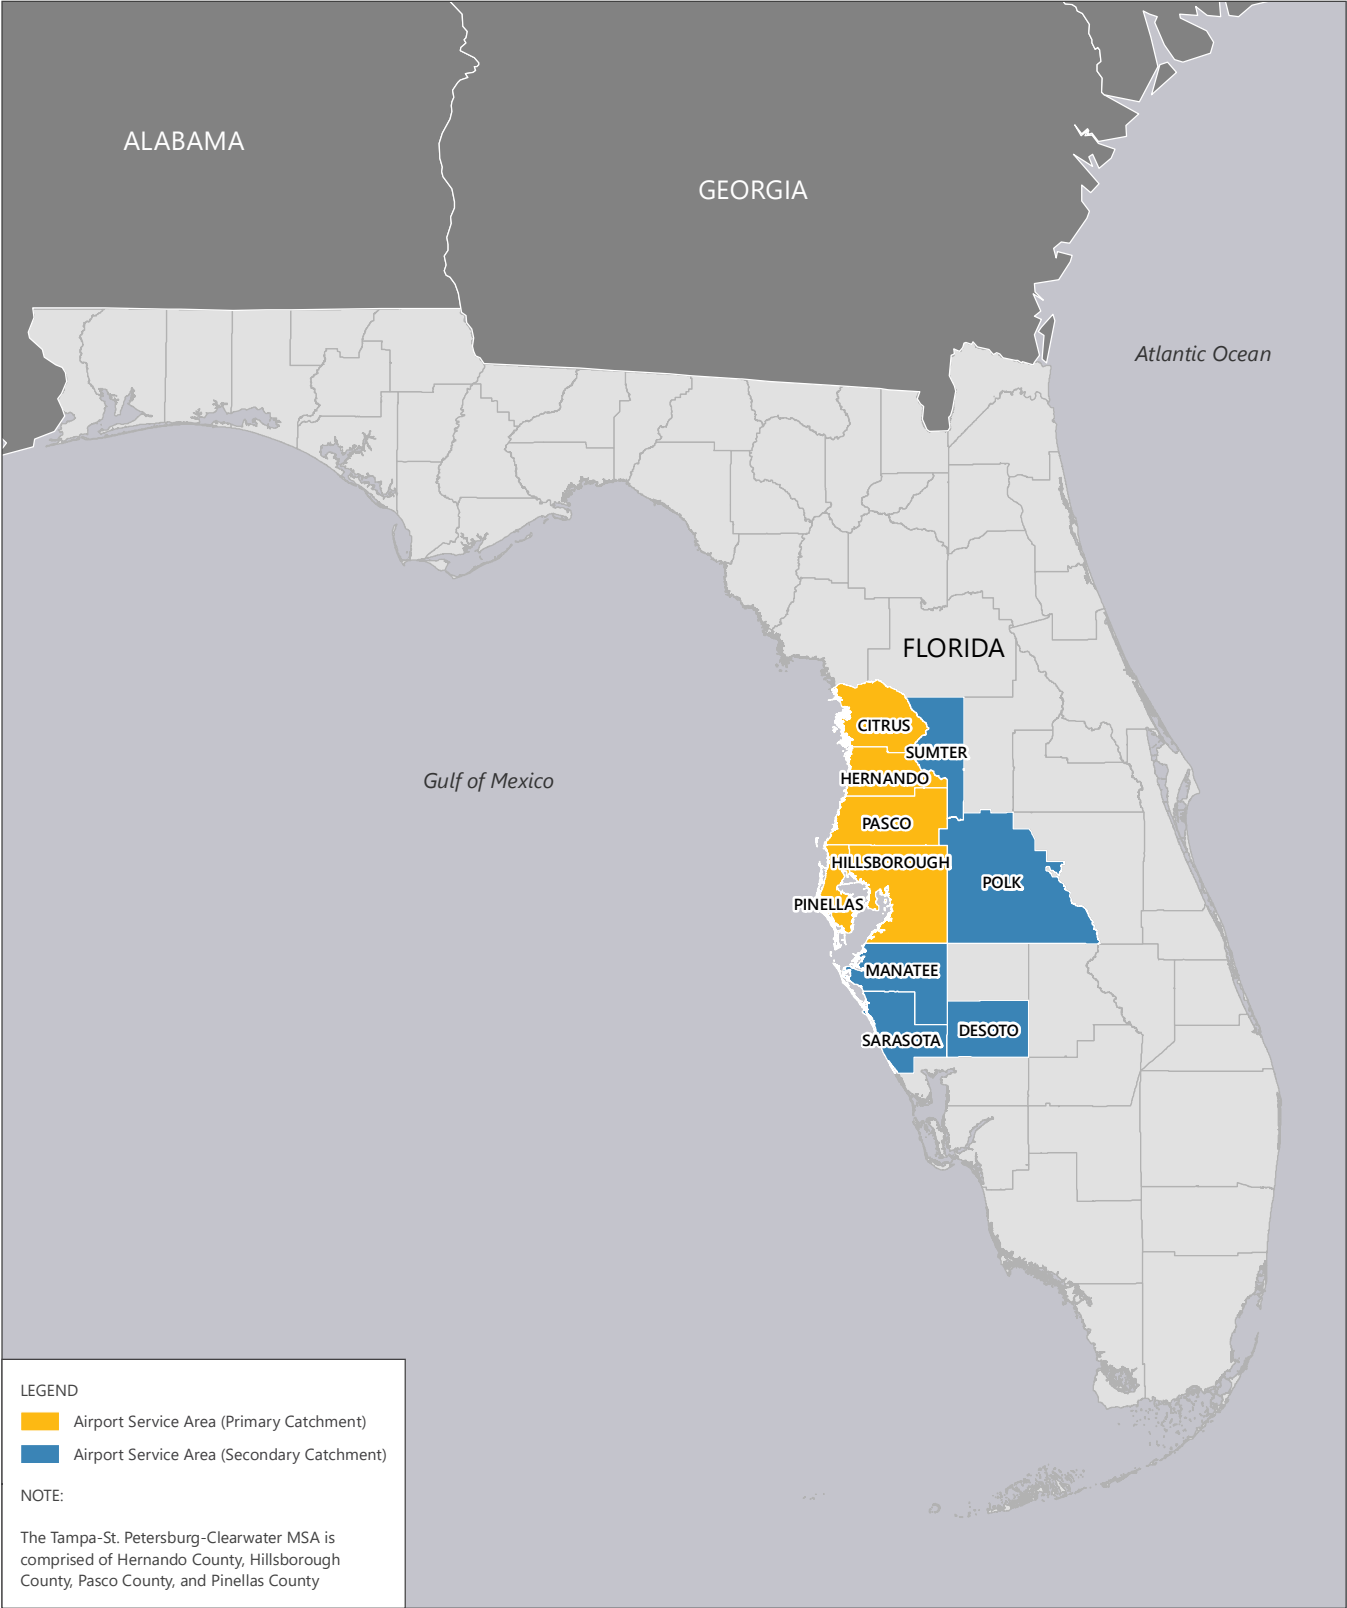 ALABAMA
GEORGIA
Atlantic Ocean
FLORIDA
CITRUS
SUMTER
Gulf of Mexico
HERNANDO
PASCO
HILLSBOROUGH
POLK
PINELLAS
MANATEE
DESOTO
SARASOTA
LEGEND
Airport Service Area (Primary Catchment)
Airport Service Area (Secondary Catchment)
NOTE:
The Tampa-St. Petersburg-Clearwater MSA is
comprised of Hernando County, Hillsborough
County, Pasco County, and Pinellas County